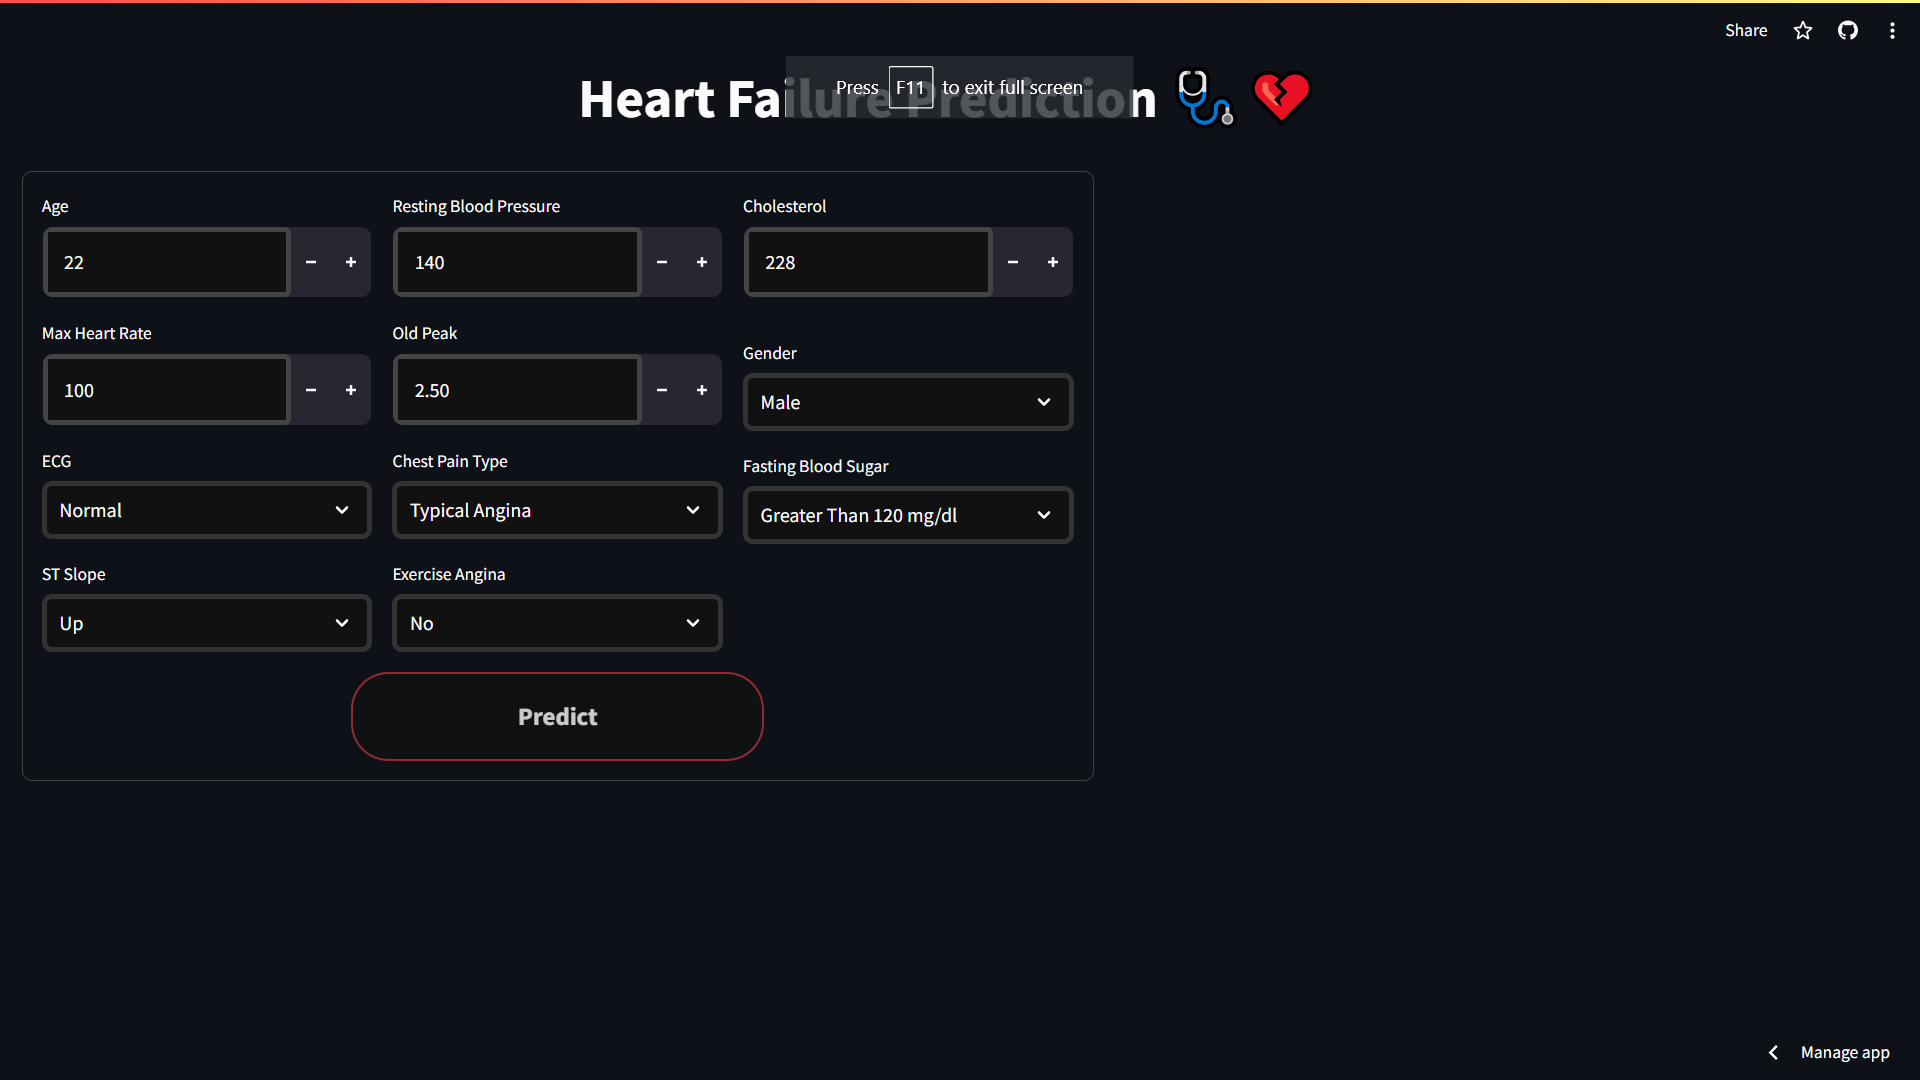 Share
Press F11 to exit full screen
Heart Failure Prediction
Age
Resting Blood Pressure
Cholesterol
22
140
228
Max Heart Rate
Old Peak
Gender
100
2.50
Male
ECG
Chest Pain Type
Fasting Blood Sugar
Normal
Typical Angina
Greater Than 120 mg/dl
ST Slope
Exercise Angina
Up
No
Predict
Manage app